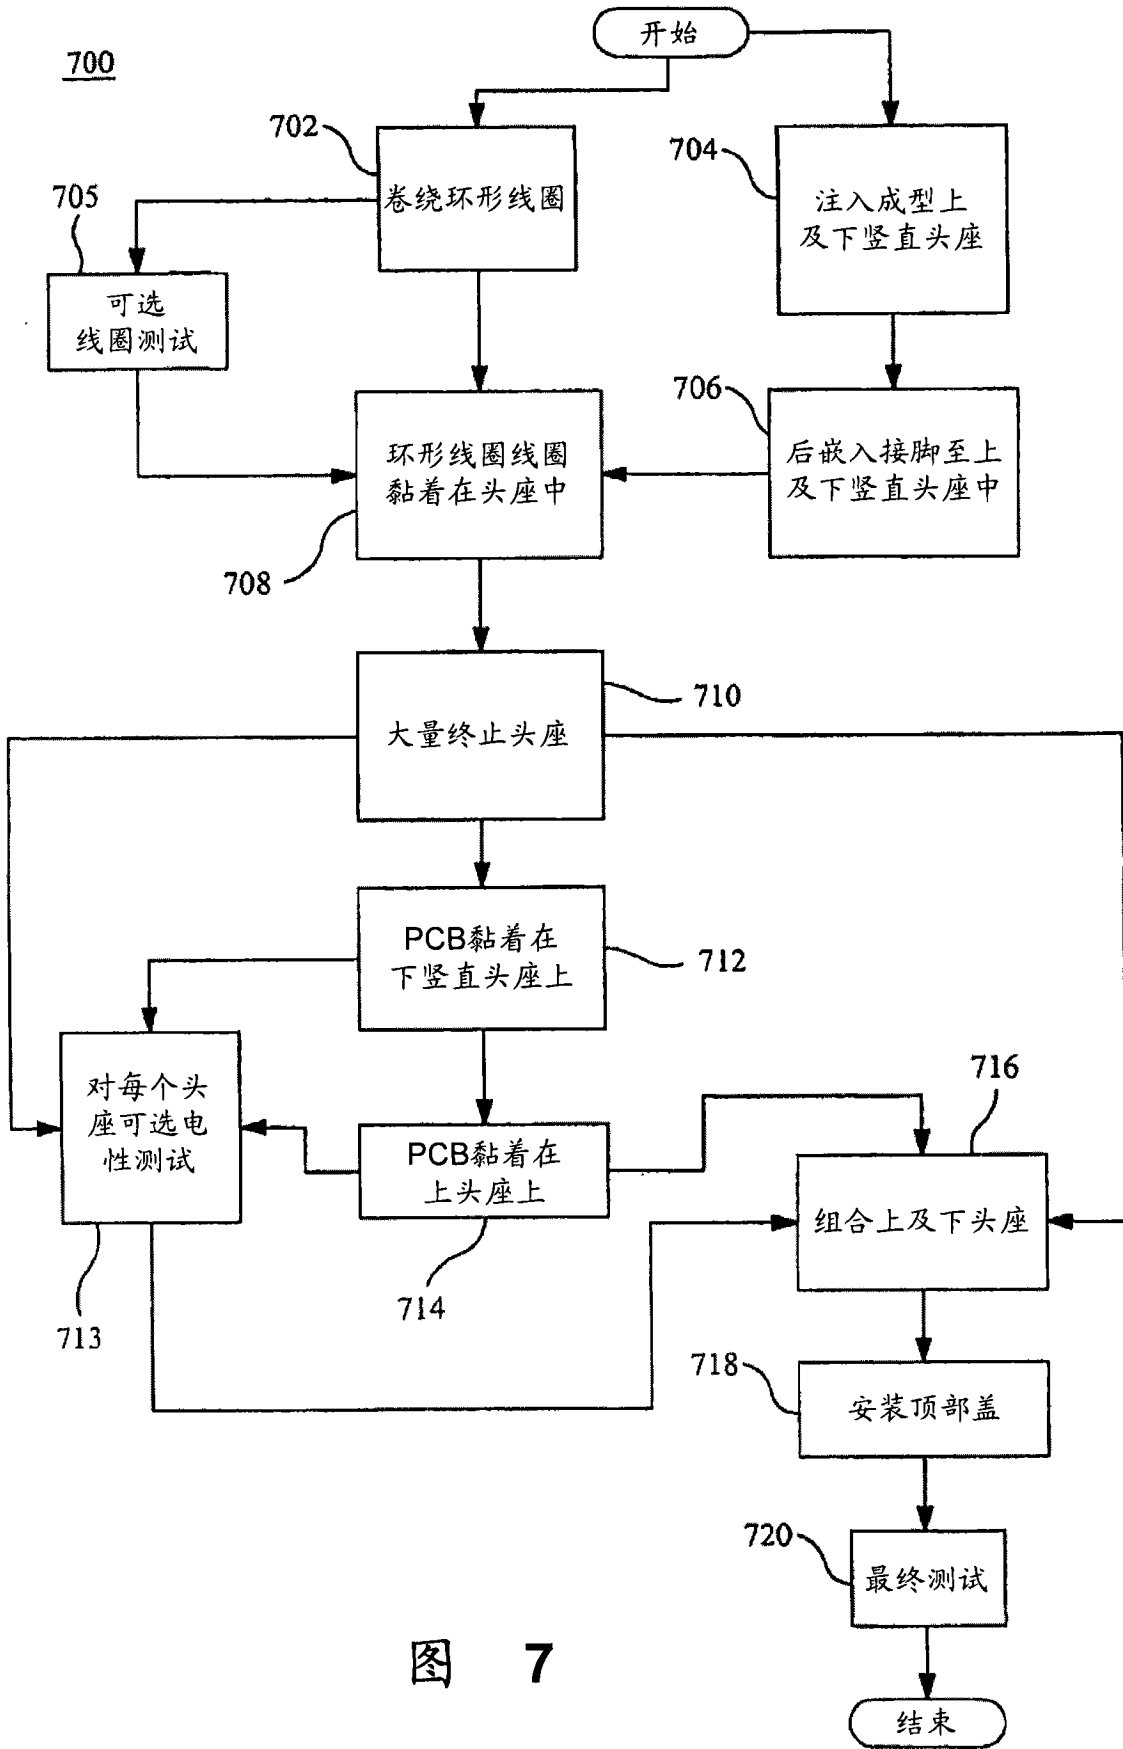 开始
700
702
卷绕环形线圈
704
注入成型上
及下竖直头座
705
可选
线圈测试
706
后嵌入接脚至上
及下竖直头座中
环形线圈线圈
黏着在头座中
708
710
大量终止头座
PCB黏着在
下竖直头座上
712
对每个头
座可选电
性测试
713
PCB黏着在
上头座上
714
716
组合上及下头座
718
安装顶部盖
720
最终测试
结束
图 7